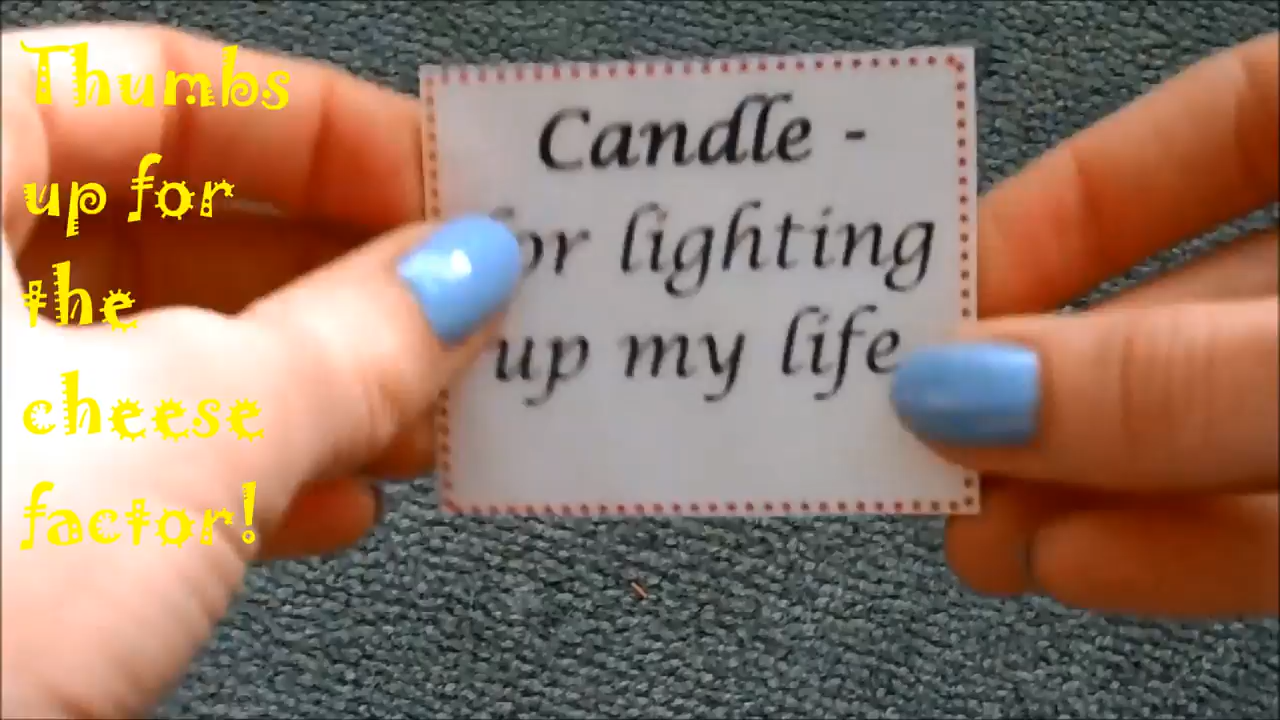 Thumbs
up for
the
cheese
factor!
Candle -
for lighting
up my life